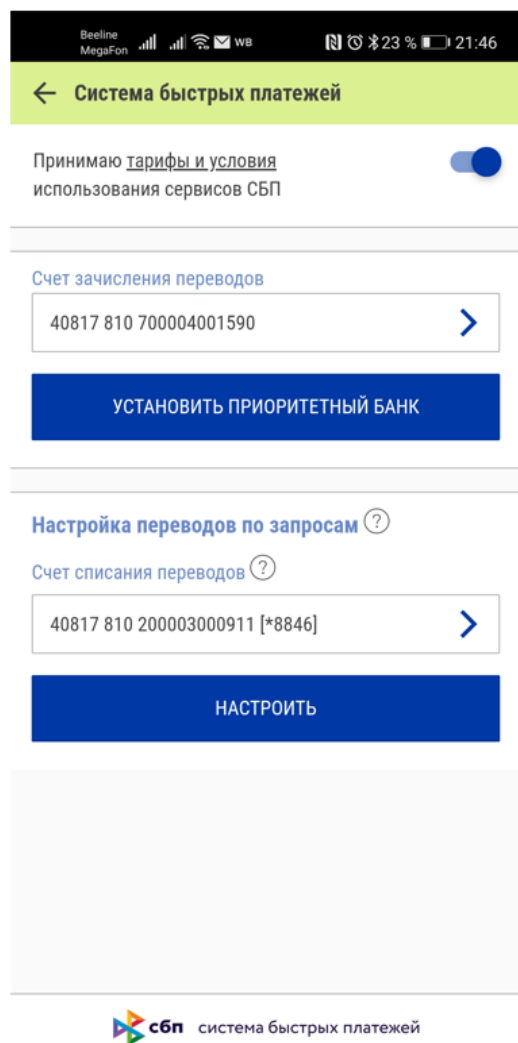 Beeline
MegaFon
WB
23 % 21:46
Система быстрых платежей
Принимаю тарифы и условия
использования сервисов СБП
Счет зачисления переводов
40817 810 700004001590
УСТАНОВИТЬ ПРИОРИТЕТНЫЙ БАНК
Настройка переводов по запросам ?
Счет списания переводов ?
40817 810 200003000911 [*8846]
НАСТРОИТЬ
сбп система быстрых платежей